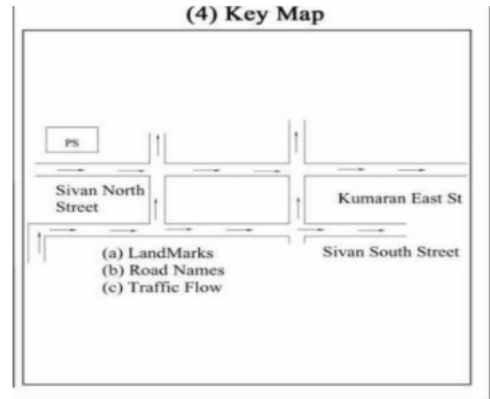 (4) Key Map
PS
Sivan North
Street
Kumaran East St
Sivan South Street
(a) LandMarks
(b) Road Names
(c) Traffic Flow